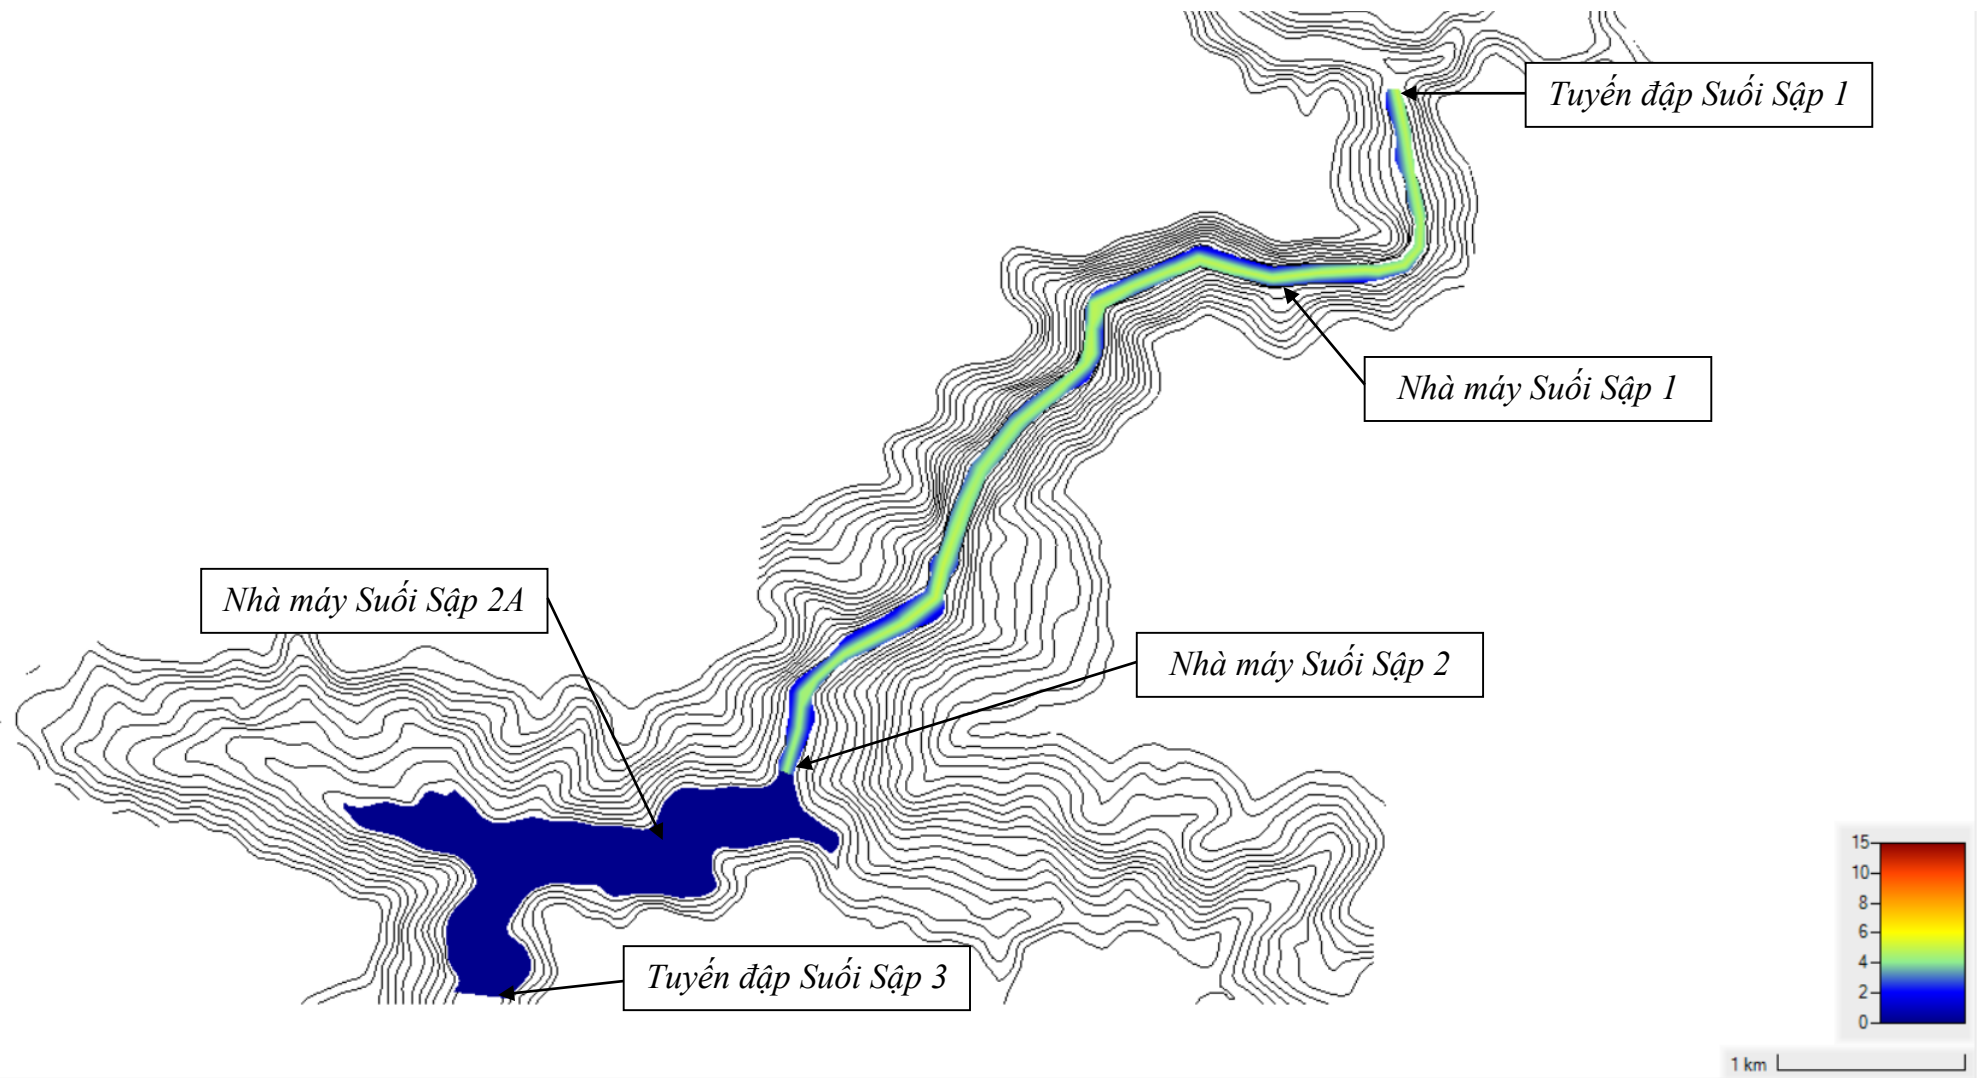 Tuyến đập Suối Sập 1
Nhà máy Suối Sập 1
Nhà máy Suối Sập 2A
Nhà máy Suối Sập 2
Tuyến đập Suối Sập 3
15
10
8
6
4
2
0
1 km